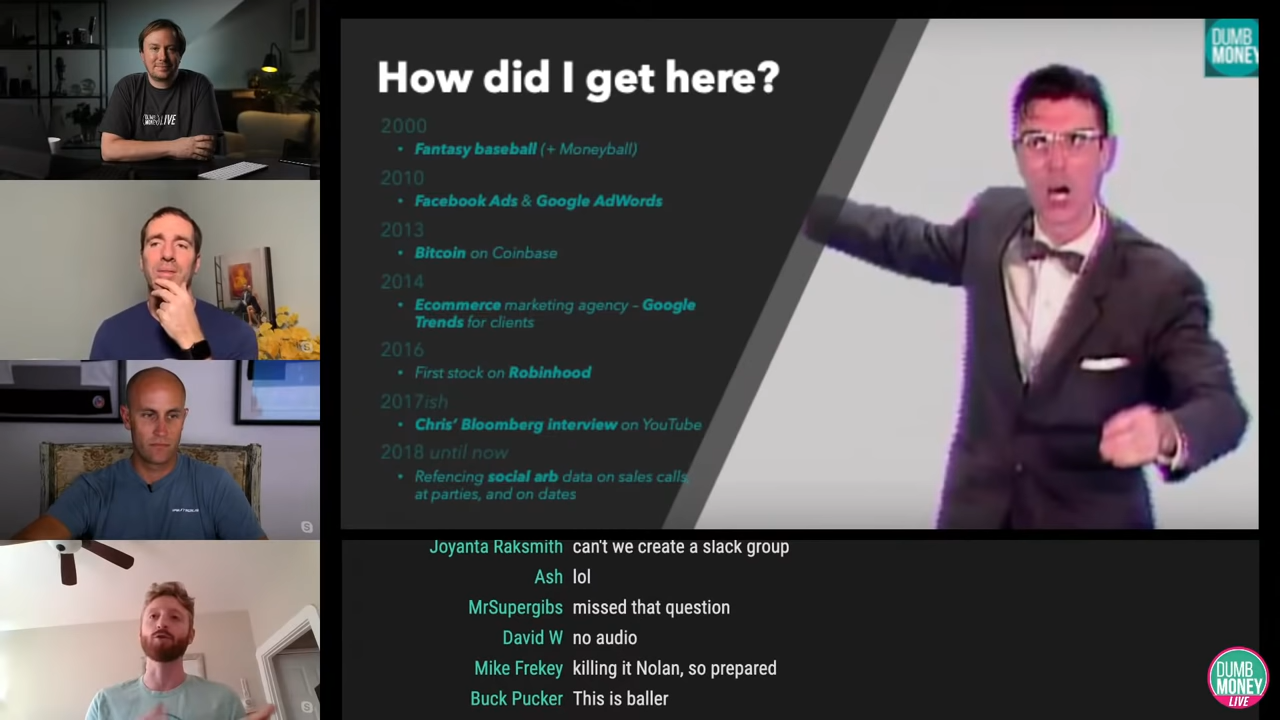 DUMB
MONEY LIVE
How did I get here?
2000
• Fantasy baseball (+ Moneyball)
2010
• Facebook Ads & Google AdWords
2013
• Bitcoin on Coinbase
2014
• Ecommerce marketing agency – Google
Trends for clients
2016
• First stock on Robinhood
2017ish
• Chris’ Bloomberg interview on YouTube
2018 until now
• Refencing social arb data on sales calls,
at parties, and on dates
DUMB
MONEY
Joyanta Raksmith can't we create a slack group
Ash lol
MrSupergibs missed that question
David W no audio
Mike Frekey killing it Nolan, so prepared
Buck Pucker This is baller
DUMB
MONEY
LIVE